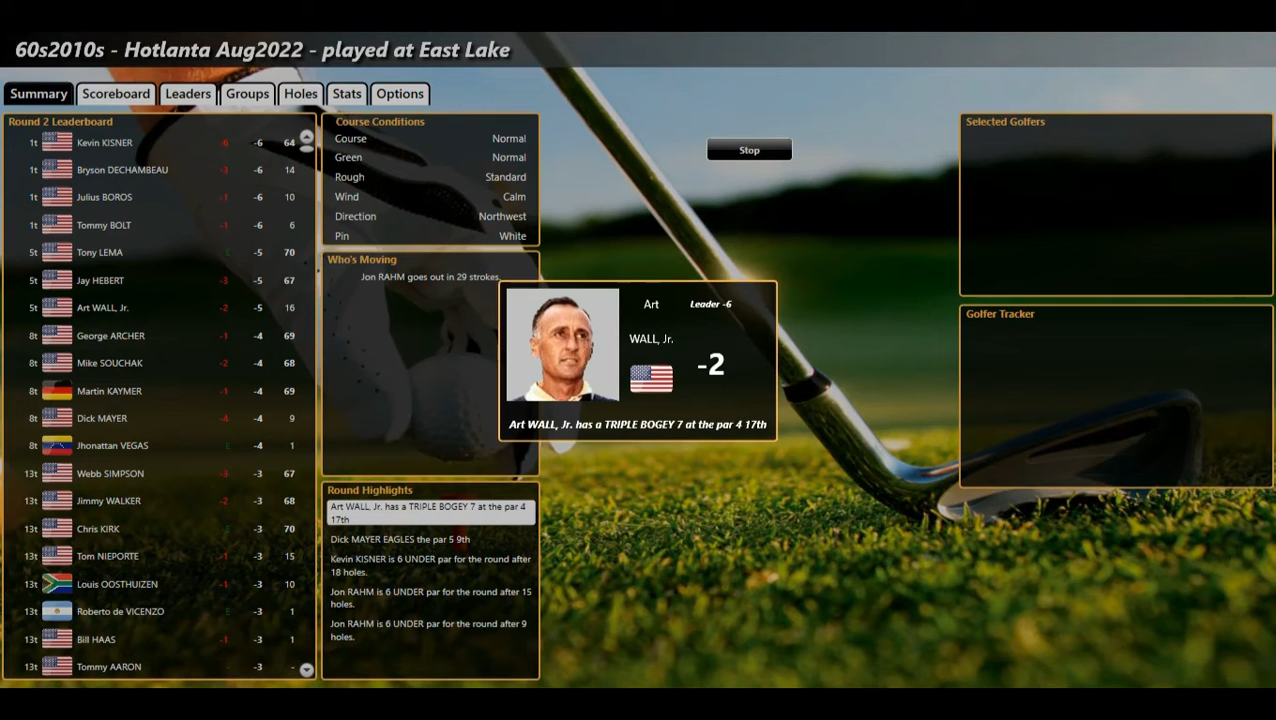 60s2010s - Hotlanta Aug2022 - played at East Lake
Summary Scoreboard Leaders Groups Holes Stats Options
Round 2 Leaderboard
1t Kevin KISNER -6 -6 64
1t Bryson DECHAMBEAU -3 -6 14
1t Julius BOROS -1 -6 10
1t Tommy BOLT -1 -6 6
5t Tony LEMA E -5 70
5t Jay HEBERT -3 -5 67
5t Art WALL, Jr. -2 -5 16
8t George ARCHER -1 -4 69
8t Mike SOUCHAK -2 -4 68
8t Martin KAYMER -1 -4 69
8t Dick MAYER -4 -4 9
8t Jhonattan VEGAS E -4 1
13t Webb SIMPSON -3 -3 67
13t Jimmy WALKER -2 -3 68
13t Chris KIRK -3 70
13t Tom NIEPORTE -1 -3 15
13t Louis OOSTHUIZEN -1 -3 10
13t Roberto de VICENZO E -3 1
13t Bill HAAS -1 -3 1
13t Tommy AARON -3 -
Course Conditions
Course Normal
Green Normal
Rough Standard
Wind Calm
Direction Northwest
Pin White
Who's Moving
Jon RAHM goes out in 29 strokes.
Round Highlights
Art WALL, Jr. has a TRIPLE BOGEY 7 at the par 4
17th
Dick MAYER EAGLES the par 5 9th
Kevin KISNER is 6 UNDER par for the round after
18 holes.
Jon RAHM is 6 UNDER par for the round after 15
holes.
Jon RAHM is 6 UNDER par for the round after 9
holes.
Stop
Art Leader -6
WALL, Jr.
-2
Art WALL, Jr. has a TRIPLE BOGEY 7 at the par 4 17th
Selected Golfers
Golfer Tracker